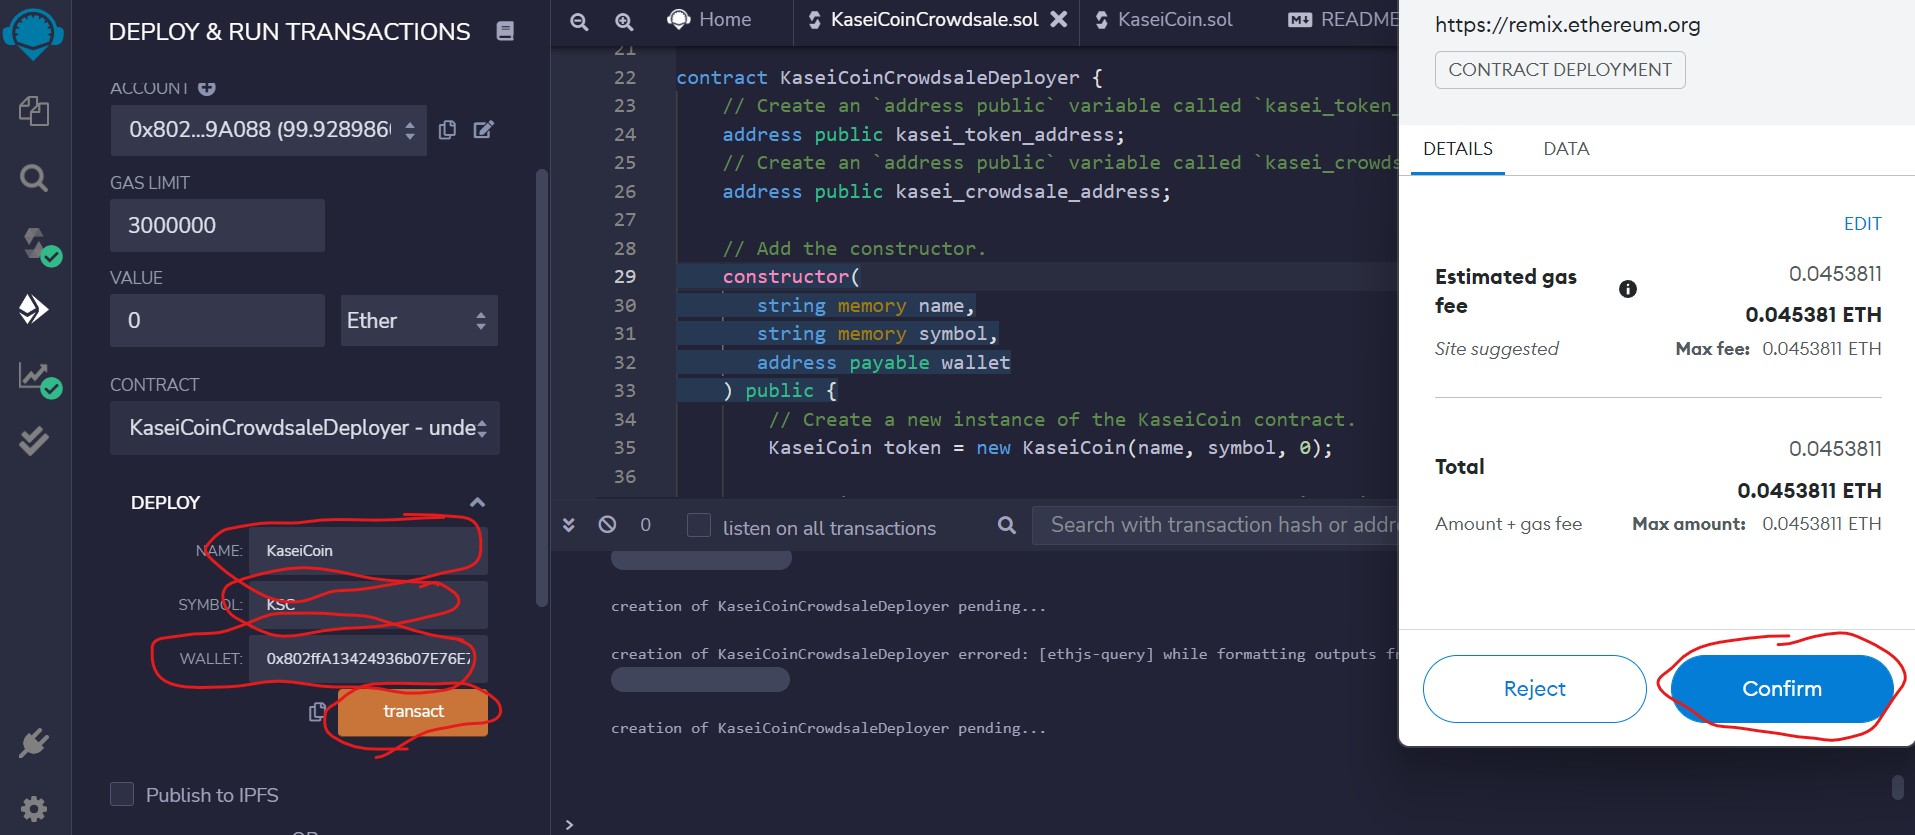 DEPLOY & RUN TRANSACTIONS
ACCOUNT
0x802...9A088 (99.928986
GAS LIMIT
3000000
VALUE
0
Ether
CONTRACT
KaseiCoinCrowdsaleDeployer - unde
DEPLOY
NAME: KaseiCoin
SYMBOL: KSC
WALLET: 0x802ffA13424936b07E76E7
transact
Publish to IPFS
OR
Home
KaseiCoinCrowdsale.sol
KaseiCoin.sol
README
21
22 contract KaseiCoinCrowdsaleDeployer {
23 // Create an `address public` variable called `kasei_token_
24 address public kasei_token_address;
25 // Create an `address public` variable called `kasei_crowds
26 address public kasei_crowdsale_address;
27
28 // Add the constructor.
29 constructor(
30 string memory name,
31 string memory symbol,
32 address payable wallet
33 ) public {
34 // Create a new instance of the KaseiCoin contract.
35 KaseiCoin token = new KaseiCoin(name, symbol, 0);
36
0
listen on all transactions
Search with transaction hash or addre
creation of KaseiCoinCrowdsaleDeployer pending...
creation of KaseiCoinCrowdsaleDeployer errored: [ethjs-query] while formatting outputs f
creation of KaseiCoinCrowdsaleDeployer pending...
>
https://remix.ethereum.org
CONTRACT DEPLOYMENT
DETAILS
DATA
EDIT
Estimated gas fee
0.0453811
0.045381 ETH
Site suggested
Max fee: 0.0453811 ETH
Total
0.0453811
0.0453811 ETH
Amount + gas fee
Max amount: 0.0453811 ETH
Reject
Confirm